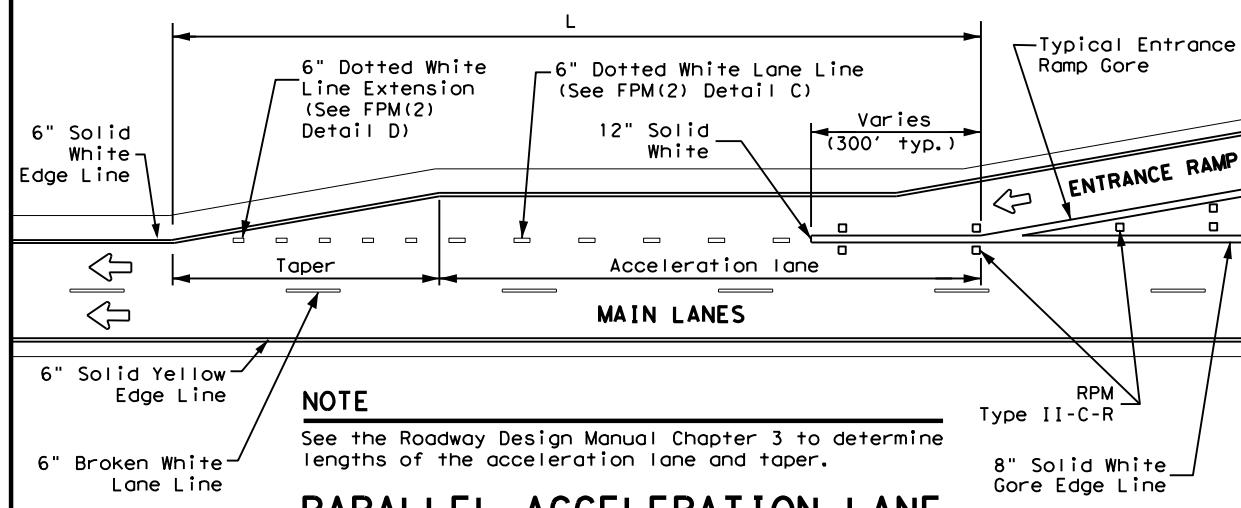 L
Typical Entrance
Ramp Gore
6" Dotted White
Line Extension
(See FPM(2)
Detail D)
6" Dotted White Lane Line
(See FPM(2) Detail C)
Varies
(300' typ.)
6" Solid
White
Edge Line
12" Solid
White
ENTRANCE RAMP
Taper
Acceleration lane
MAIN LANES
6" Solid Yellow
Edge Line
RPM
Type II-C-R
NOTE
See the Roadway Design Manual Chapter 3 to determine
lengths of the acceleration lane and taper.
6" Broken White
Lane Line
8" Solid White
Gore Edge Line
PARALLEL ACCELERATION LANE